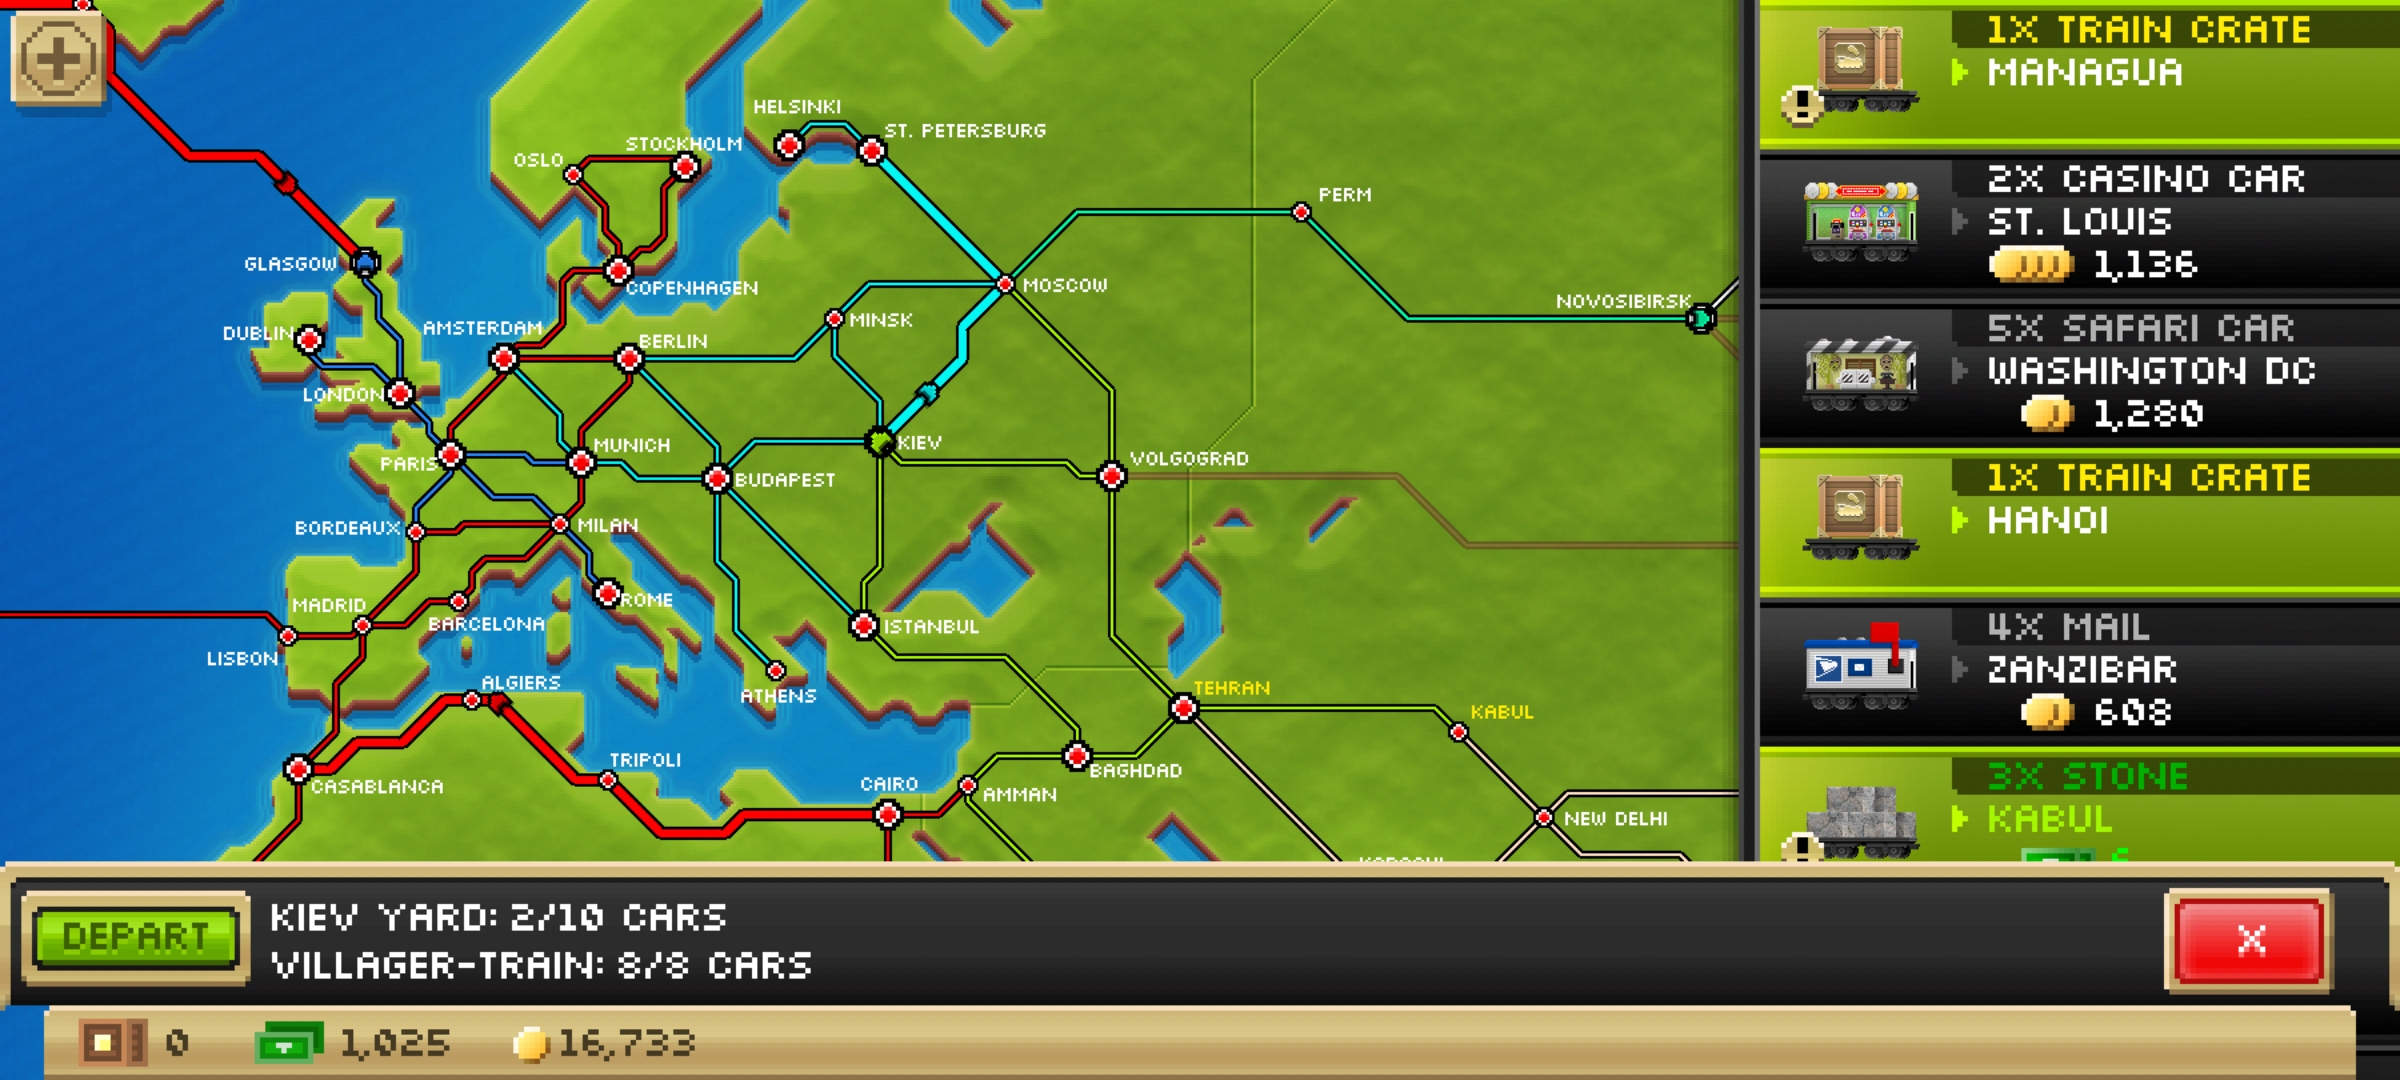 1X TRAIN CRATE
MANAGUA
2X CASINO CAR
ST. LOUIS
1,136
5X SAFARI CAR
WASHINGTON DC
1,280
1X TRAIN CRATE
HANOI
4X MAIL
ZANZIBAR
608
3X STONE
KABUL
HELSINKI
ST. PETERSBURG
STOCKHOLM
OSLO
PERM
GLASGOW
COPENHAGEN
MOSCOW
NOVOSIBIRSK
DUBLIN
AMSTERDAM
MINSK
BERLIN
LONDON
MUNICH
KIEV
PARIS
VOLGOGRAD
BUDAPEST
BORDEAUX
MILAN
ROME
MADRID
BARCELONA
ISTANBUL
LISBON
ALGIERS
ATHENS
TEHRAN
KABUL
TRIPOLI
BAGHDAD
CASABLANCA
CAIRO
AMMAN
NEW DELHI
DEPART
KIEV YARD: 2/10 CARS
VILLAGER-TRAIN: 8/8 CARS
X
0
1,025
16,733